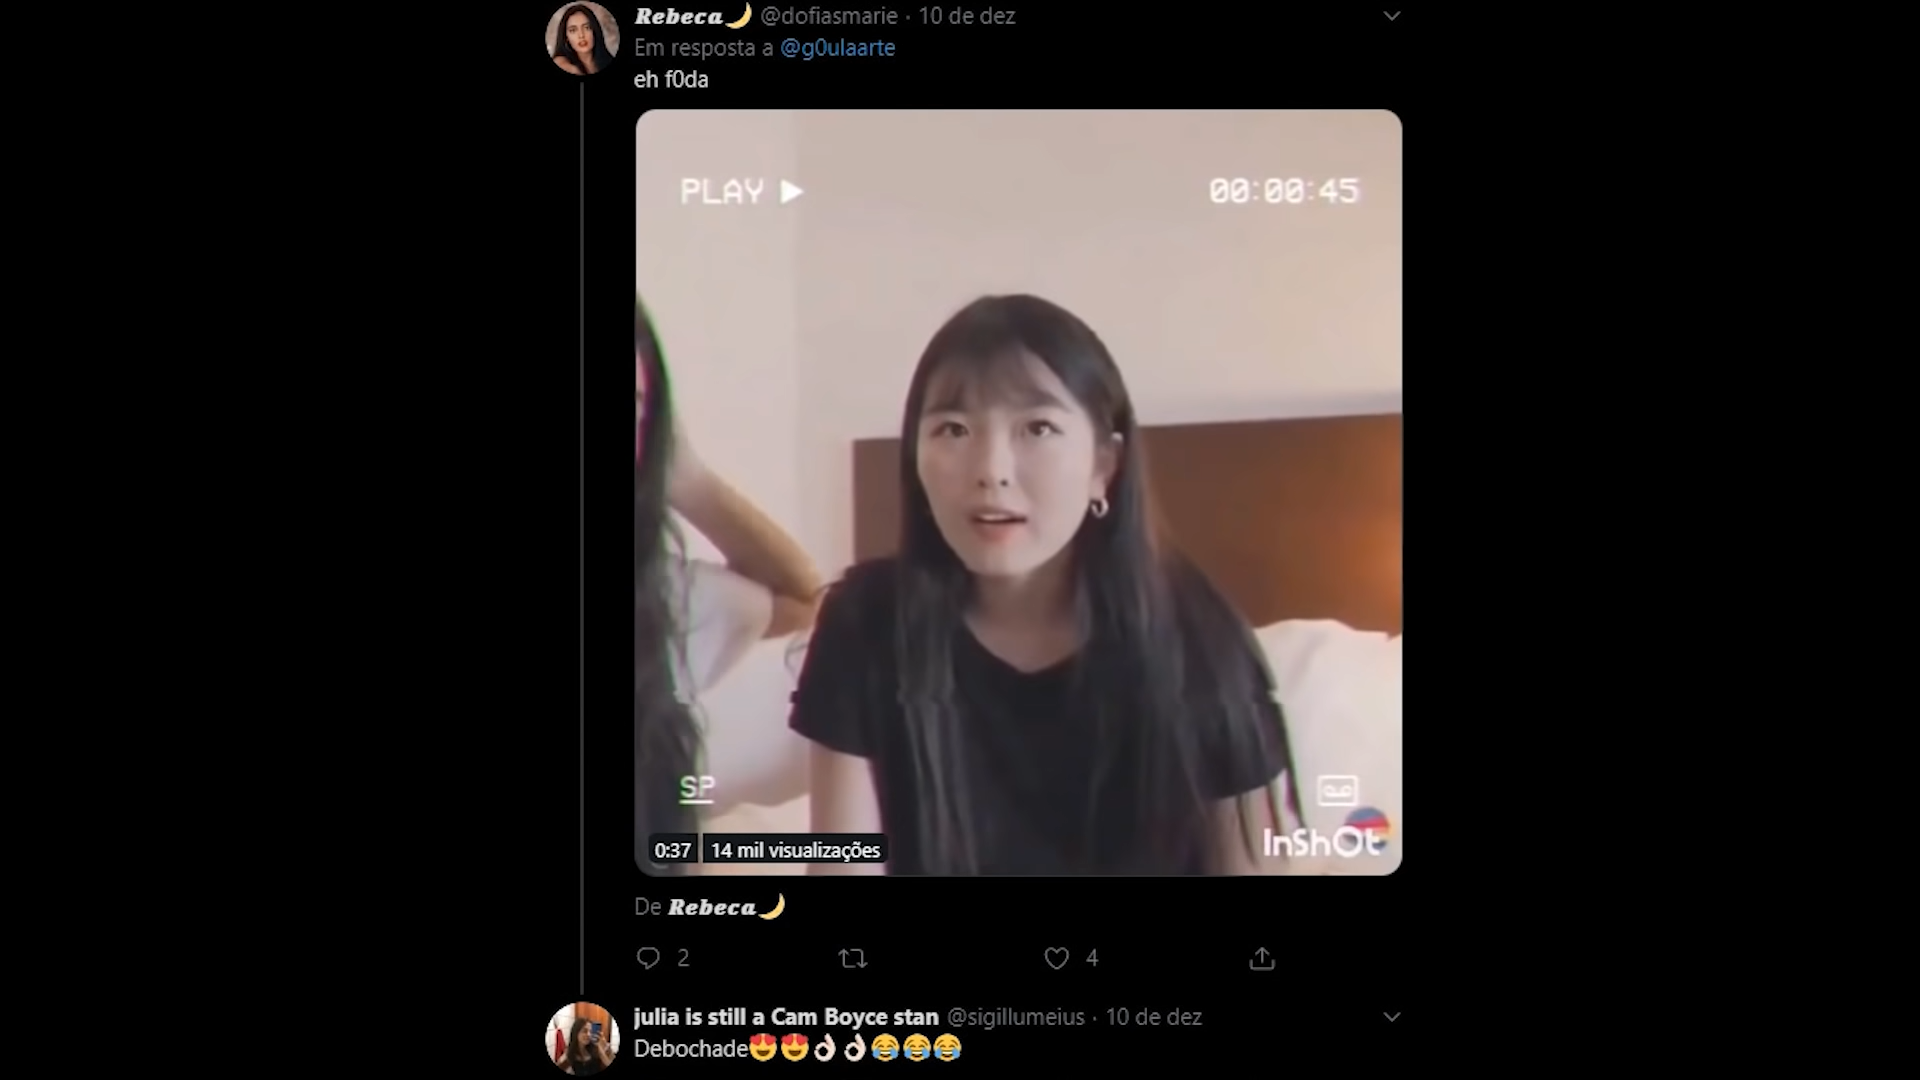 Rebeca🌙 @dofiasmarie · 10 de dez
Em resposta a @g0ulaarte
eh f0da
PLAY ▶ 00:00:45
SP
InShOt
0:37 14 mil visualizações
De Rebeca🌙
2 4
julia is still a Cam Boyce stan @sigillumeius · 10 de dez
Debochade😍😍👌🏻👌🏻😂😂😂